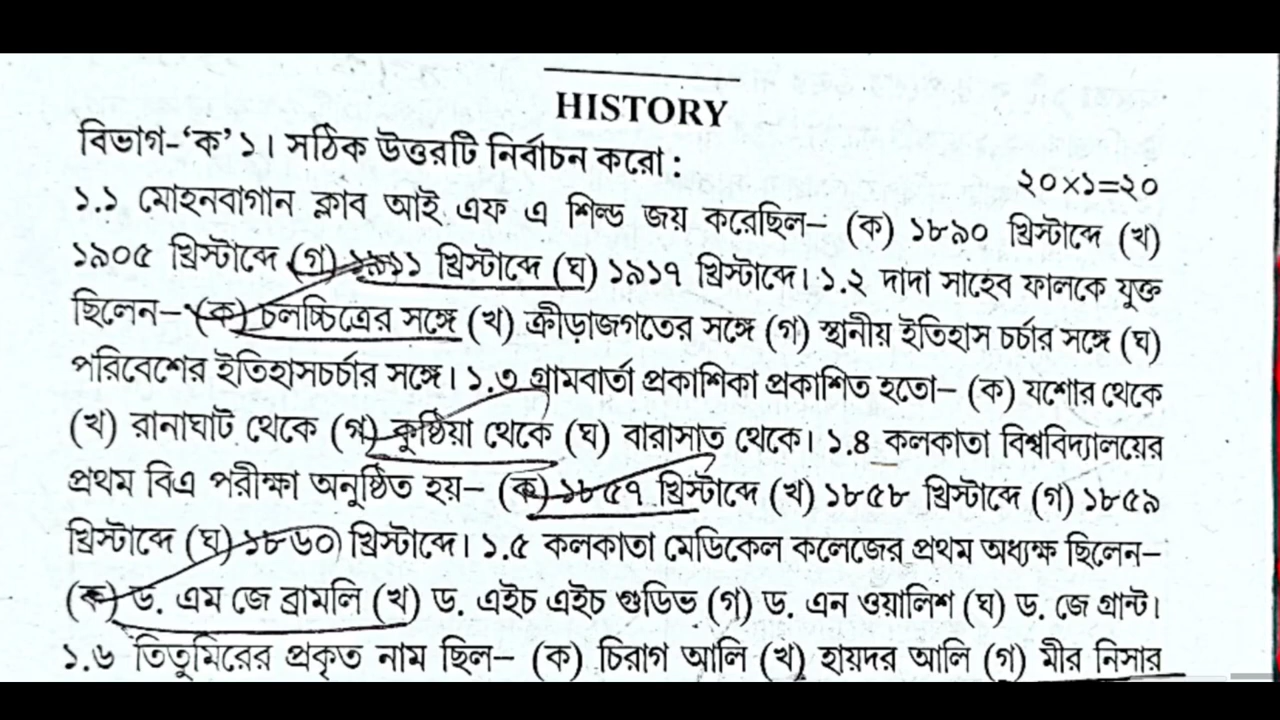 HISTORY
বিভাগ-‘ক’ ১। সঠিক উত্তরটি নির্বাচন করো :
২০×১=২০
১.১ মোহনবাগান ক্লাব আই এফ এ শিল্ড জয় করেছিল– (ক) ১৮৯০ খ্রিস্টাব্দে (খ)
১৯০৫ খ্রিস্টাব্দে (গ) ১৯১১ খ্রিস্টাব্দে (ঘ) ১৯১৭ খ্রিস্টাব্দে। ১.২ দাদা সাহেব ফালকে যুক্ত
ছিলেন– (ক) চলচ্চিত্রের সঙ্গে (খ) ক্রীড়াজগতের সঙ্গে (গ) স্থানীয় ইতিহাস চর্চার সঙ্গে (ঘ)
পরিবেশের ইতিহাসচর্চার সঙ্গে। ১.৩ গ্রামবার্তা প্রকাশিকা প্রকাশিত হতো– (ক) যশোর থেকে
(খ) রানাঘাট থেকে (গ) কুষ্ঠিয়া থেকে (ঘ) বারাসাত থেকে। ১.৪ কলকাতা বিশ্ববিদ্যালয়ের
প্রথম বিএ পরীক্ষা অনুষ্ঠিত হয়– (ক) ১৮৫৭ খ্রিস্টাব্দে (খ) ১৮৫৮ খ্রিস্টাব্দে (গ) ১৮৫৯
খ্রিস্টাব্দে (ঘ) ১৮৬০ খ্রিস্টাব্দে। ১.৫ কলকাতা মেডিকেল কলেজের প্রথম অধ্যক্ষ ছিলেন–
(ক) ড. এম জে ব্রামলি (খ) ড. এইচ এইচ গুডিভ (গ) ড. এন ওয়ালিশ (ঘ) ড. জে গ্রান্ট।
১.৬ তিতুমিরের প্রকৃত নাম ছিল– (ক) চিরাগ আলি (খ) হায়দর আলি (গ) মীর নিসার